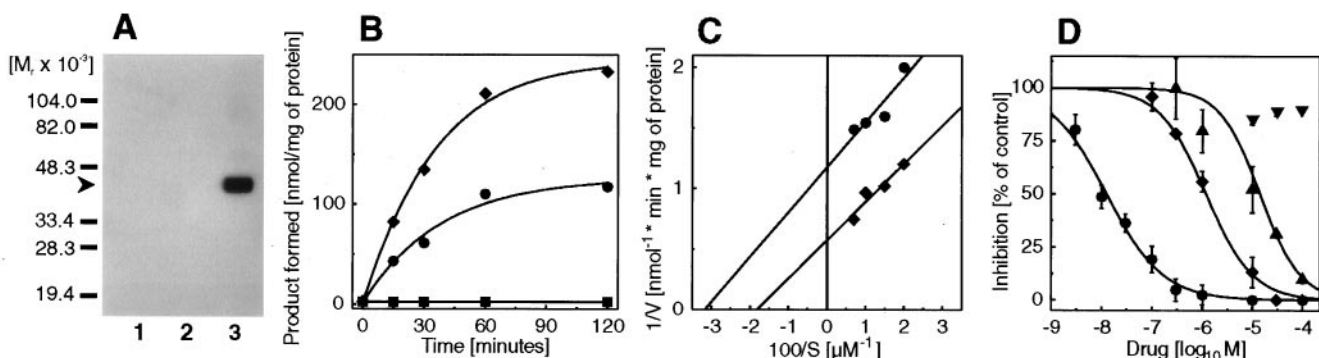 A
[Mr x 10-3]
104.0
82.0
48.3
33.4
28.3
19.4
1 2 3
B
Product formed [nmol/mg of protein]
200
100
0
0 30 60 90 120
Time [minutes]
C
1/V [nmol-1 * min * mg of protein]
2
1
0
-3 -2 -1 0 1 2 3
100/S [µM-1]
D
Inhibition [% of control]
100
75
50
25
0
-9 -8 -7 -6 -5 -4
Drug [log10 M]